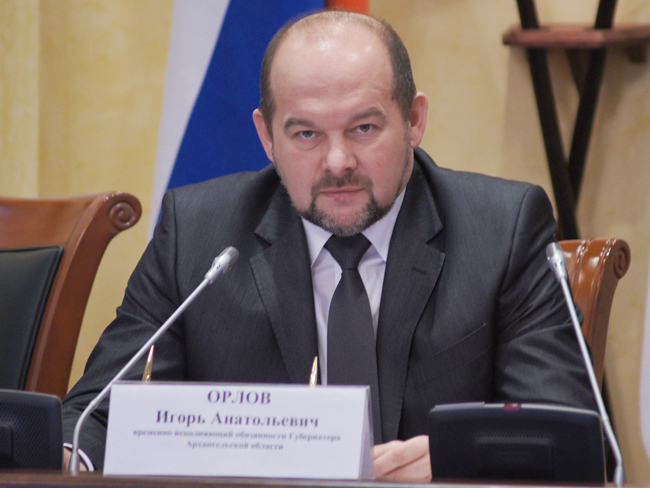 ОРЛОВ
Игорь Анатольевич
временно исполняющий обязанности Губернатора
Архангельской области